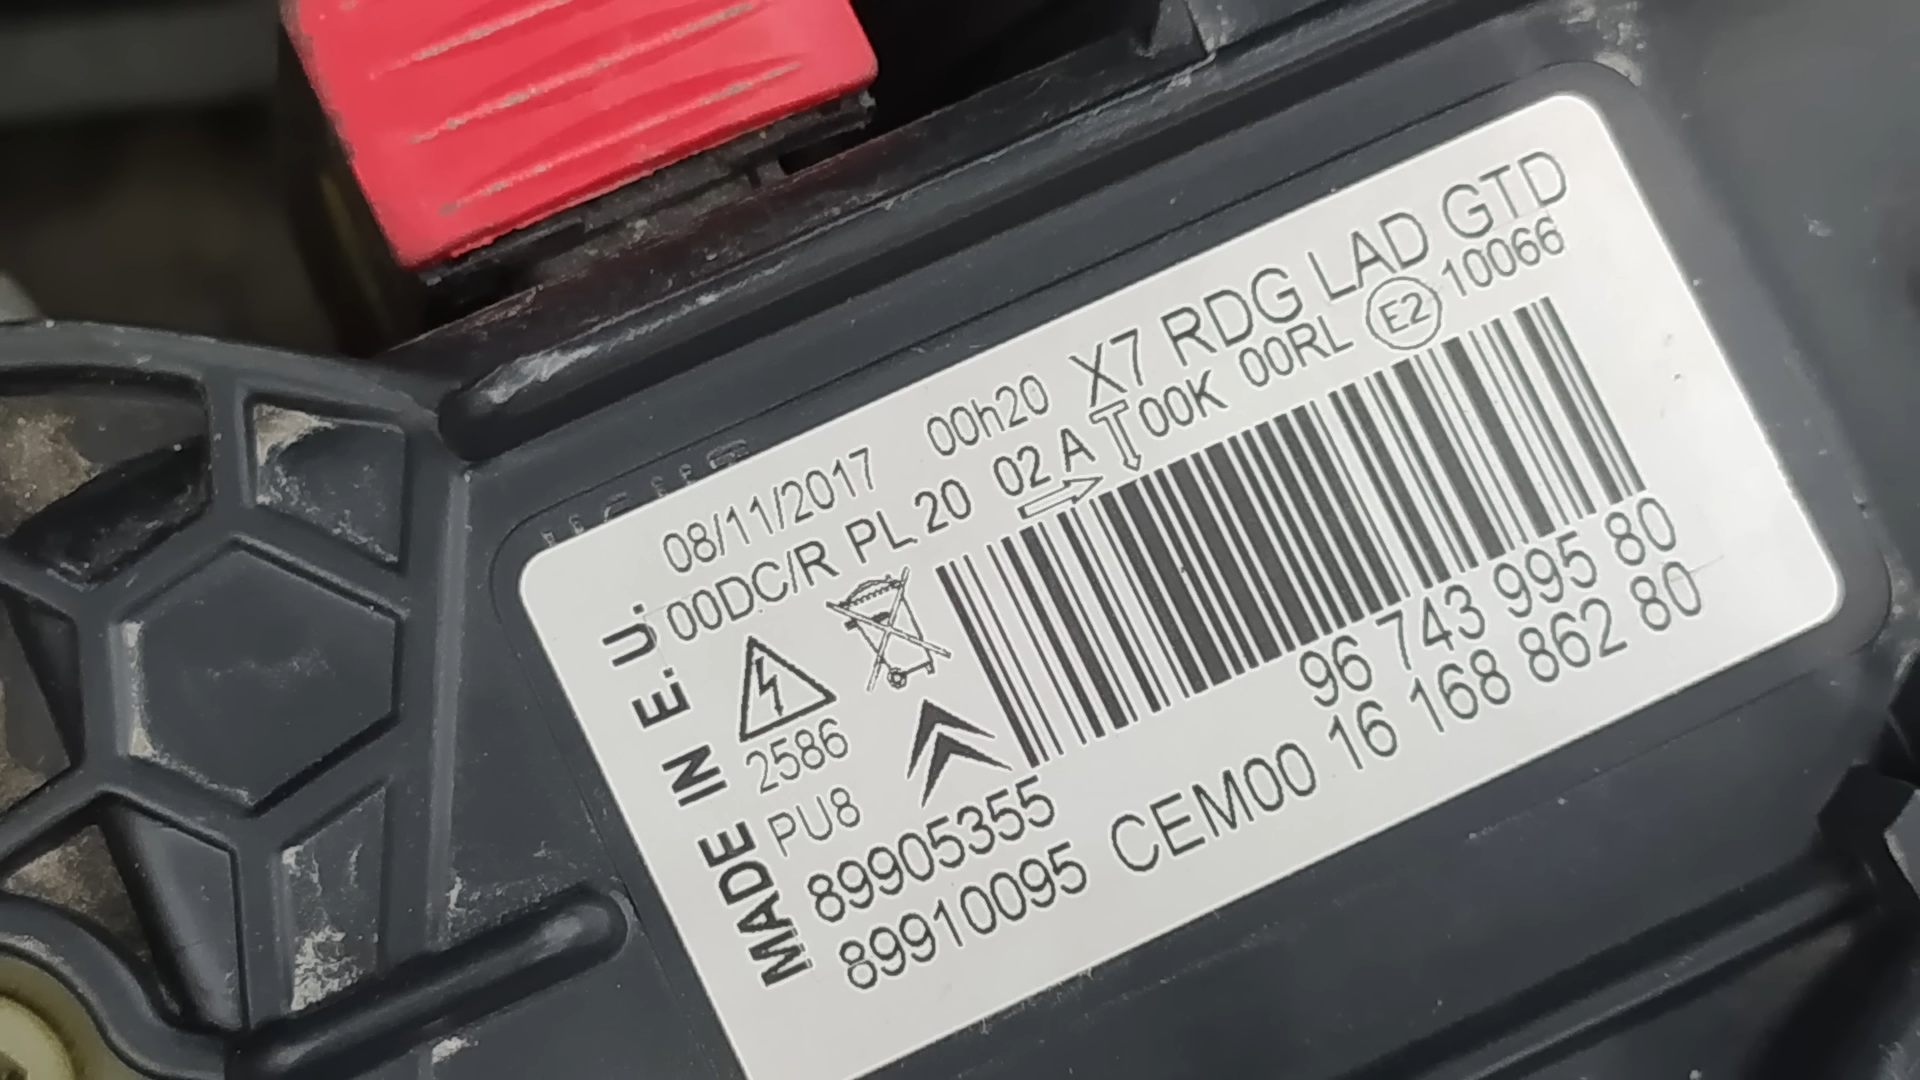 08/11/2017 00h20 X7 RDG LAD GTD
00DC/R PL 20 02 A 00K 00RL E2 10066
MADE IN E.U.
2586
PU8
96 743 995 80
89905355
89910095 CEM00 16 168 862 80